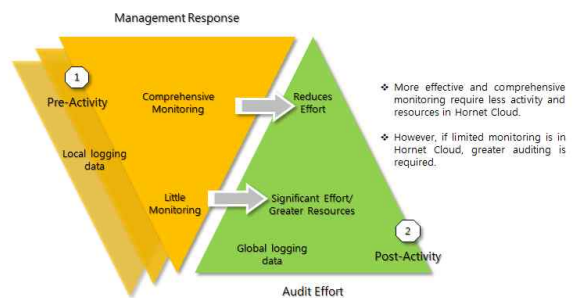 Management Response
1
Pre-Activity
Local logging
data
Comprehensive
Monitoring
Little
Monitoring
Reduces
Effort
Significant Effort/
Greater Resources
Global logging
data
2
Post-Activity
Audit Effort
❖ More effective and comprehensive
monitoring require less activity and
resources in Hornet Cloud.
❖ However, if limited monitoring is in
Hornet Cloud, greater auditing is
required.